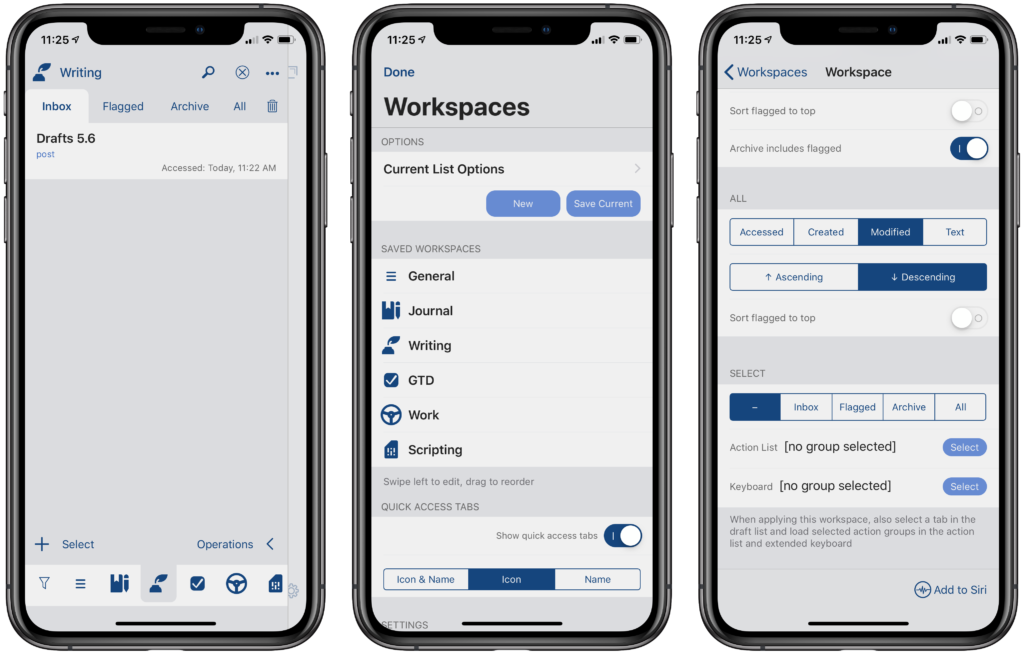 11:25
Writing
Inbox Flagged Archive All
Drafts 5.6
post
Accessed: Today, 11:22 AM
Select Operations
11:25
Done
Workspaces
OPTIONS
Current List Options
New Save Current
SAVED WORKSPACES
General
Journal
Writing
GTD
Work
Scripting
Swipe left to edit, drag to reorder
QUICK ACCESS TABS
Show quick access tabs
Icon & Name Icon Name
SETTINGS
11:25
Workspaces Workspace
Sort flagged to top
Archive includes flagged
ALL
Accessed Created Modified Text
↑ Ascending ↓ Descending
Sort flagged to top
SELECT
– Inbox Flagged Archive All
Action List [no group selected] Select
Keyboard [no group selected] Select
When applying this workspace, also select a tab in the
draft list and load selected action groups in the action
list and extended keyboard
Add to Siri